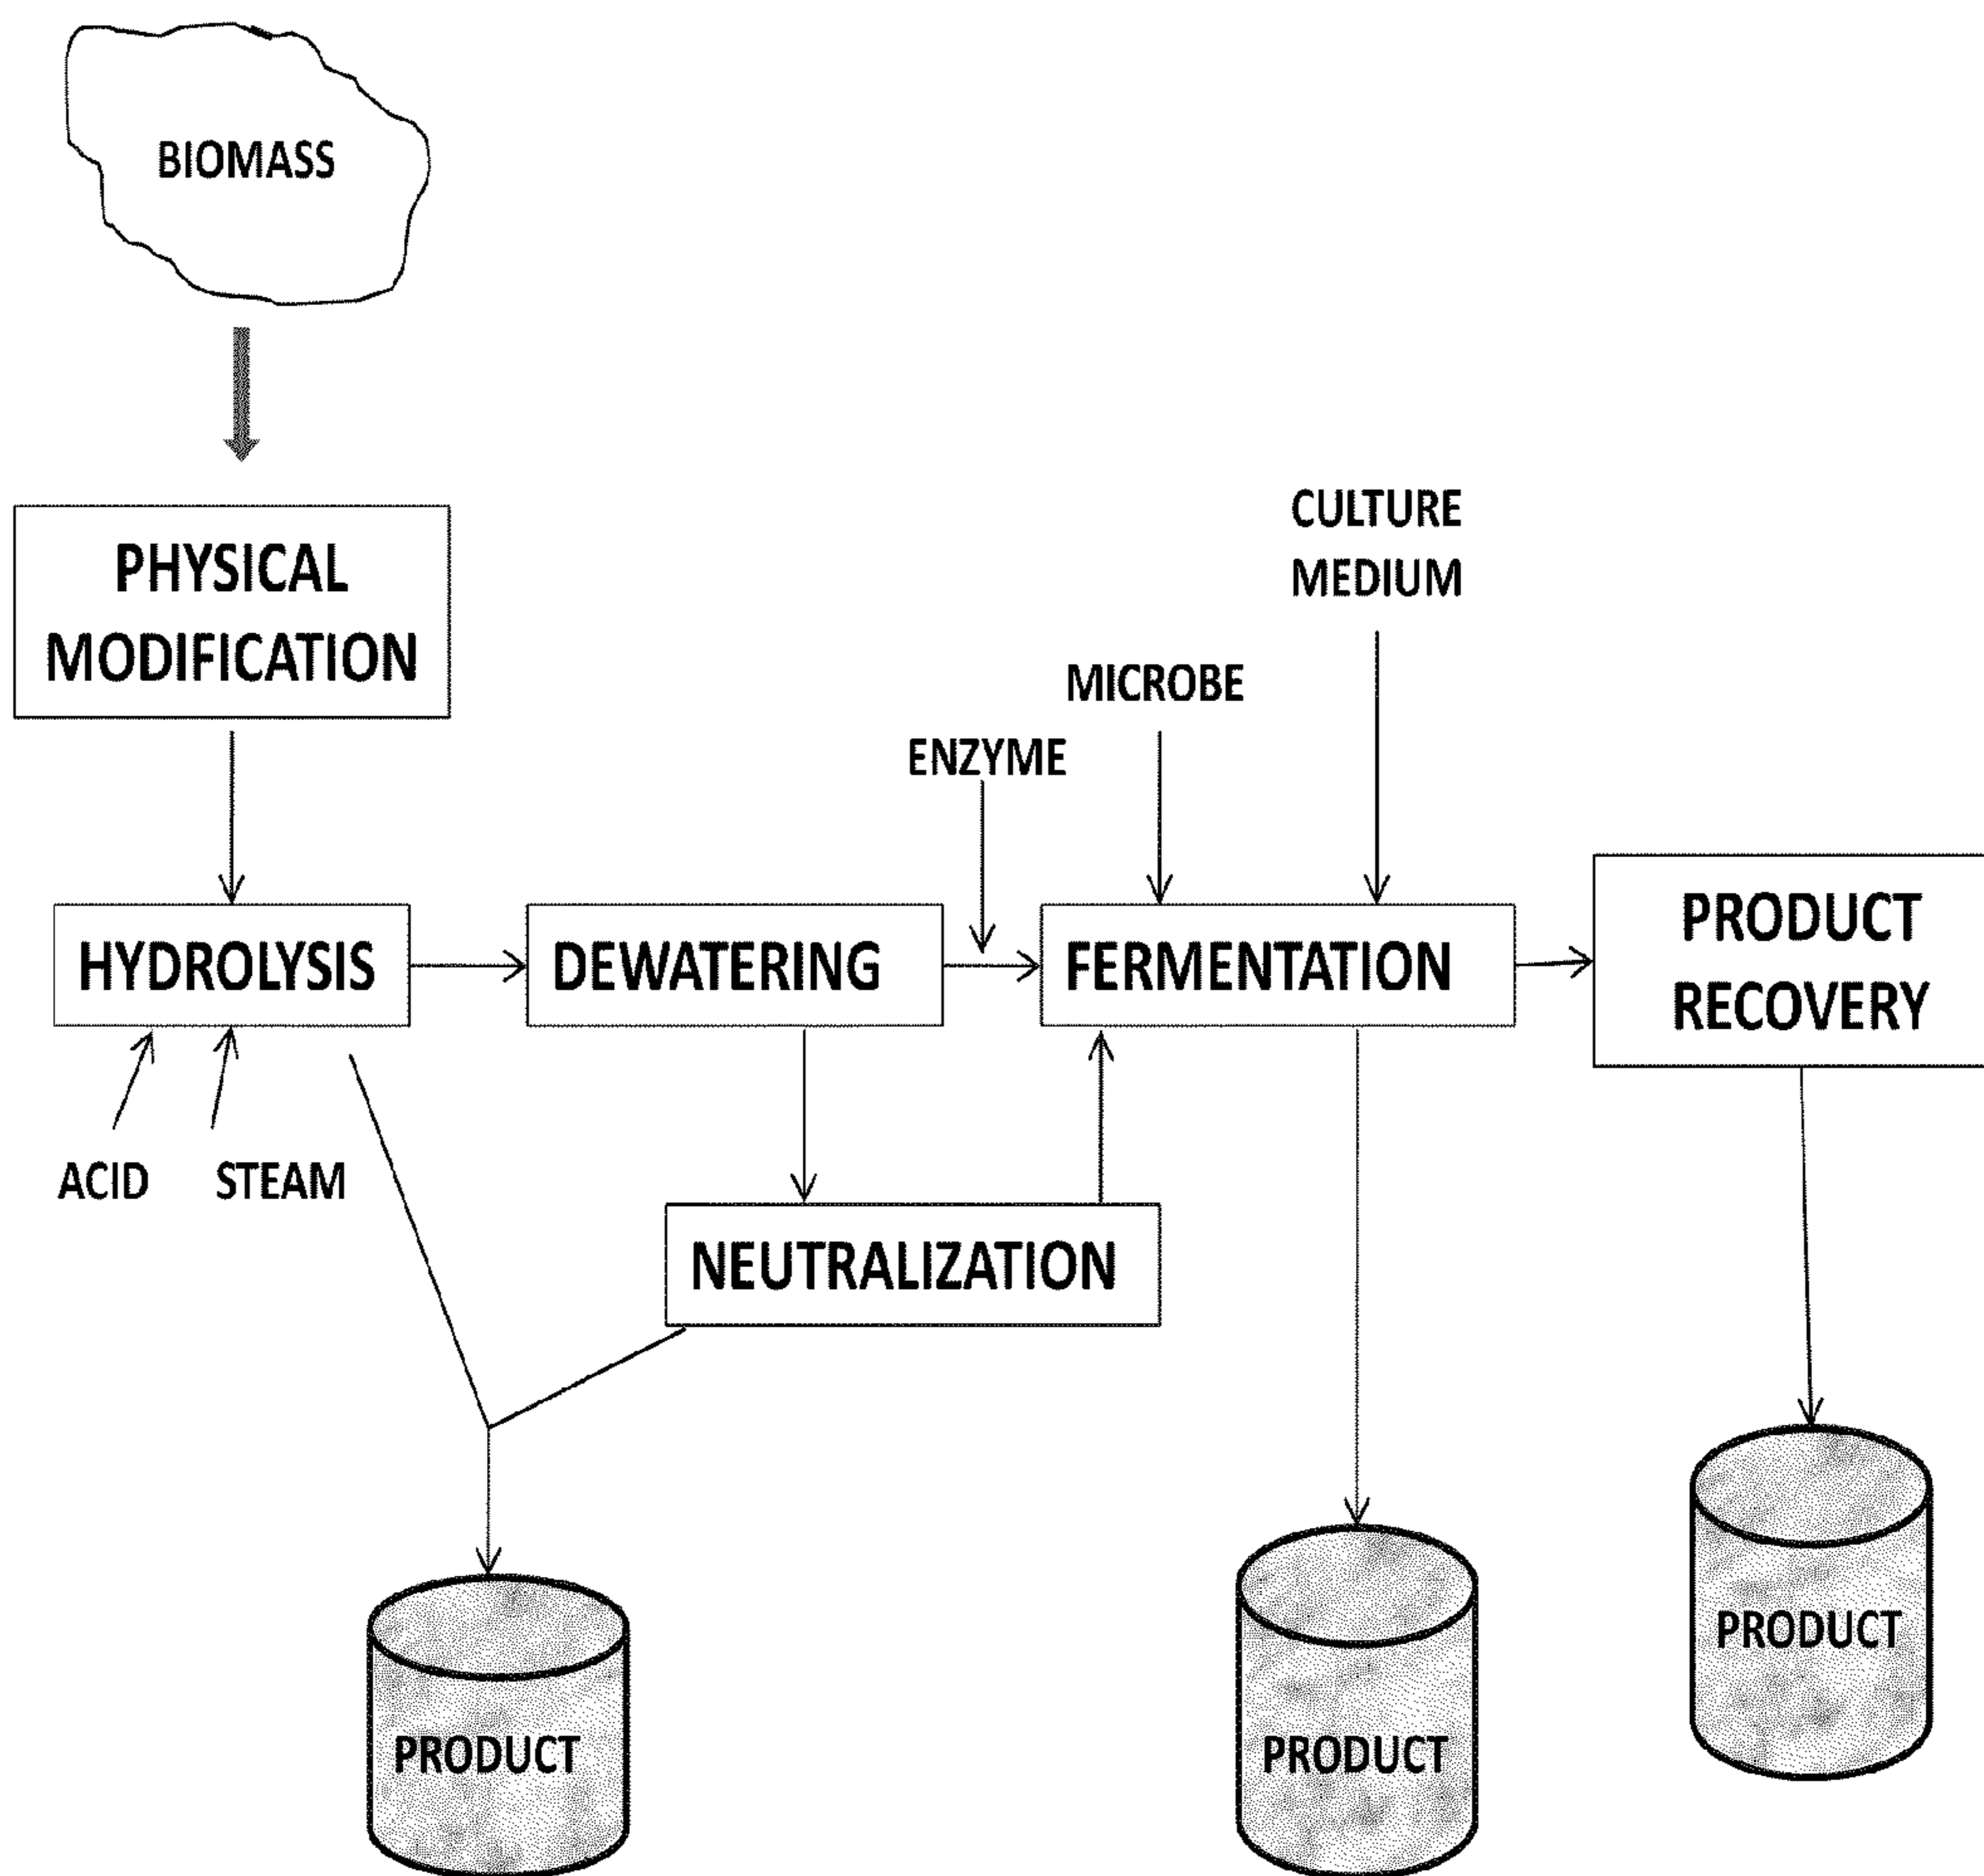 BIOMASS
PHYSICAL
MODIFICATION
CULTURE
MEDIUM
MICROBE
ENZYME
HYDROLYSIS
DEWATERING
FERMENTATION
PRODUCT
RECOVERY
ACID
STEAM
NEUTRALIZATION
PRODUCT
PRODUCT
PRODUCT